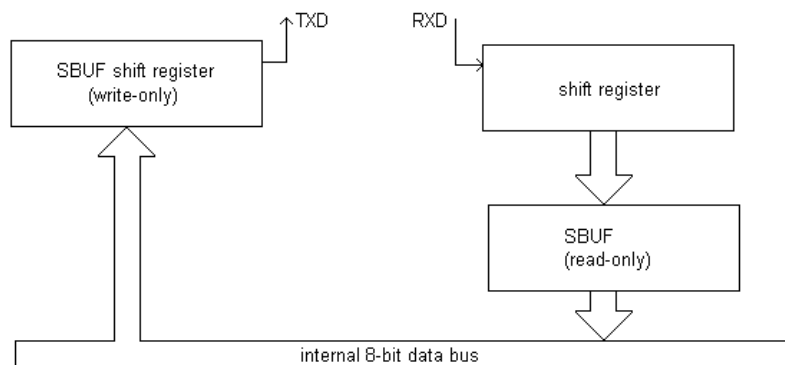 TXD
RXD
SBUF shift register
(write-only)
shift register
SBUF
(read-only)
internal 8-bit data bus